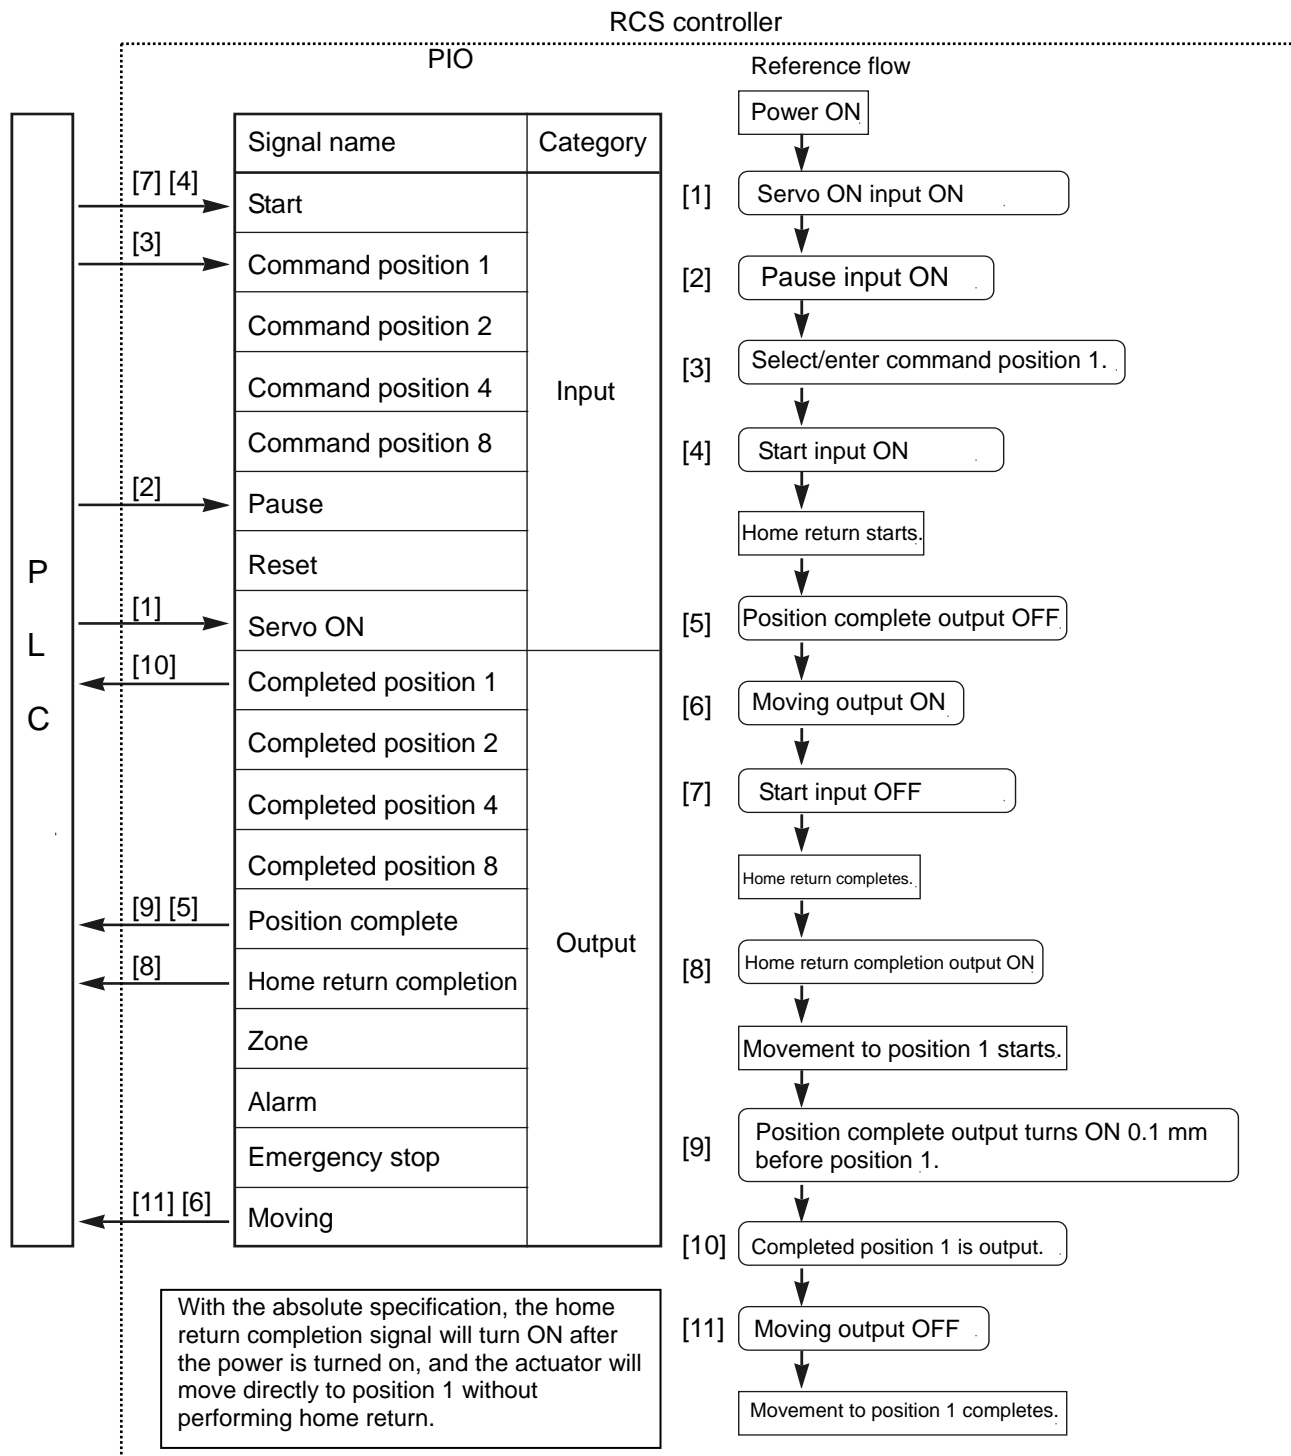 RCS controller
PIO
Reference flow
P
L
C
Signal name Category
[7] [4] Start
[3] Command position 1
Command position 2
Command position 4
Input
Command position 8
[2] Pause
Reset
[1] Servo ON
[10] Completed position 1
Completed position 2
Completed position 4
Completed position 8
[9] [5] Position complete
Output
[8] Home return completion
Zone
Alarm
Emergency stop
[11] [6] Moving
With the absolute specification, the home
return completion signal will turn ON after
the power is turned on, and the actuator will
move directly to position 1 without
performing home return.
Power ON
[1] Servo ON input ON
[2] Pause input ON
[3] Select/enter command position 1.
[4] Start input ON
Home return starts.
[5] Position complete output OFF
[6] Moving output ON
[7] Start input OFF
Home return completes.
[8] Home return completion output ON
Movement to position 1 starts.
[9] Position complete output turns ON 0.1 mm
before position 1.
[10] Completed position 1 is output.
[11] Moving output OFF
Movement to position 1 completes.